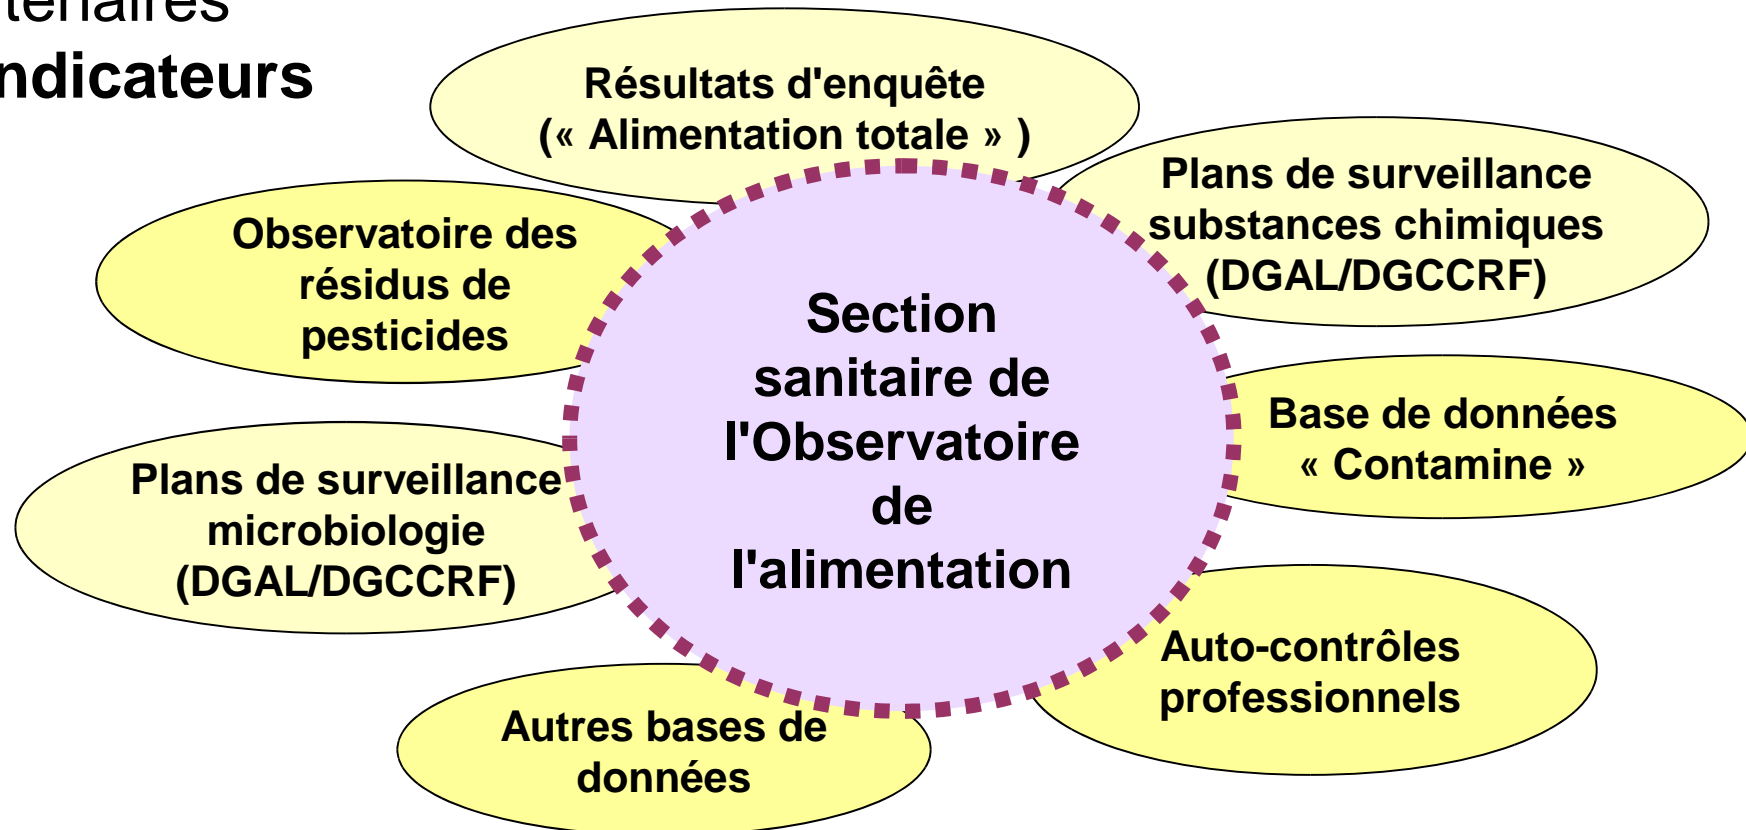 ndicateurs
Résultats d'enquête
(« Alimentation totale » )
Plans de surveillance
substances chimiques
(DGAL/DGCCRF)
Observatoire des
résidus de
pesticides
Section
sanitaire de
l'Observatoire
de
l'alimentation
Base de données
« Contamine »
Plans de surveillance
microbiologie
(DGAL/DGCCRF)
Auto-contrôles
professionnels
Autres bases de
données